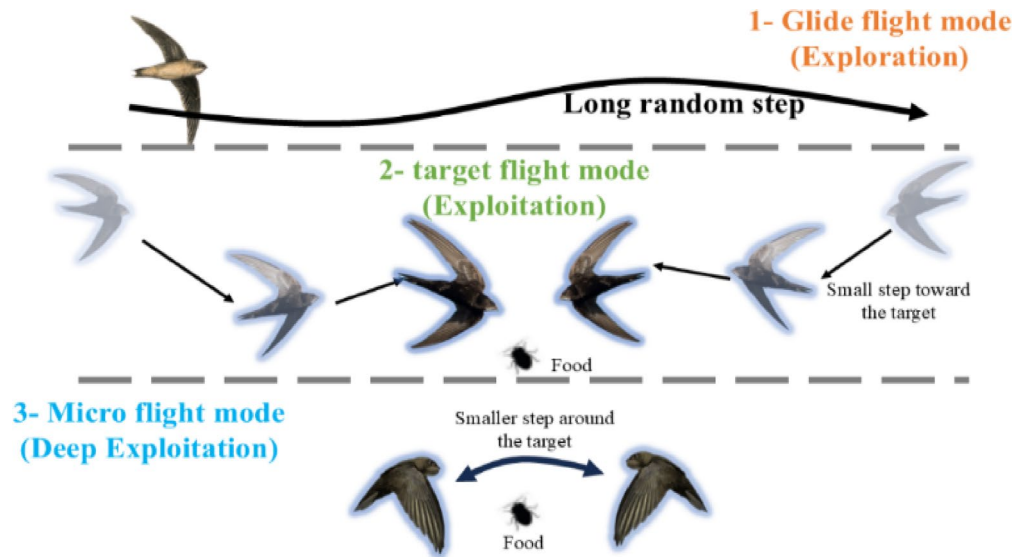 1- Glide flight mode
(Exploration)
Long random step
2- target flight mode
(Exploitation)
Small step toward
the target
Food
3- Micro flight mode
(Deep Exploitation)
Smaller step around
the target
Food